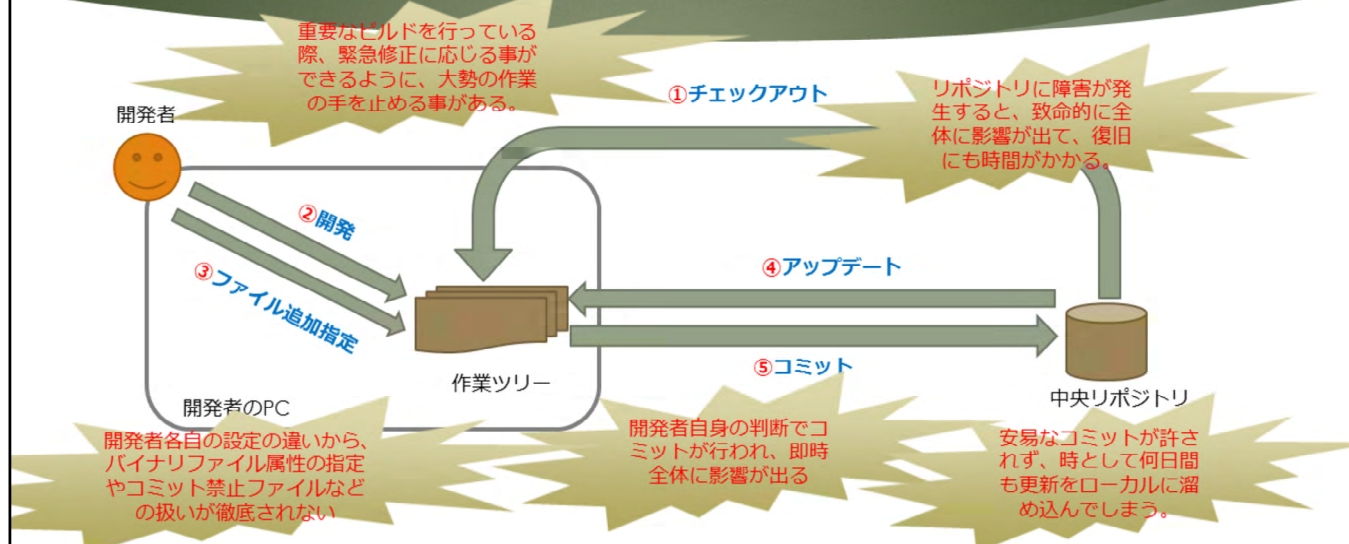 重要なビルドを行っている
際、緊急修正に応じる事が
できるように、大勢の作業
の手を止める事がある。
①チェックアウト
リポジトリに障害が発
生すると、致命的に全
体に影響が出て、復旧
にも時間がかかる。
開発者
②開発
③ファイル追加指定
④アップデート
⑤コミット
作業ツリー
中央リポジトリ
開発者のPC
開発者各自の設定の違いから、
バイナリファイル属性の指定
やコミット禁止ファイルなど
の扱いが徹底されない
開発者自身の判断でコ
ミットが行われ、即時
全体に影響が出る
安易なコミットが許さ
れず、時として何日間
も更新をローカルに溜
め込んでしまう。